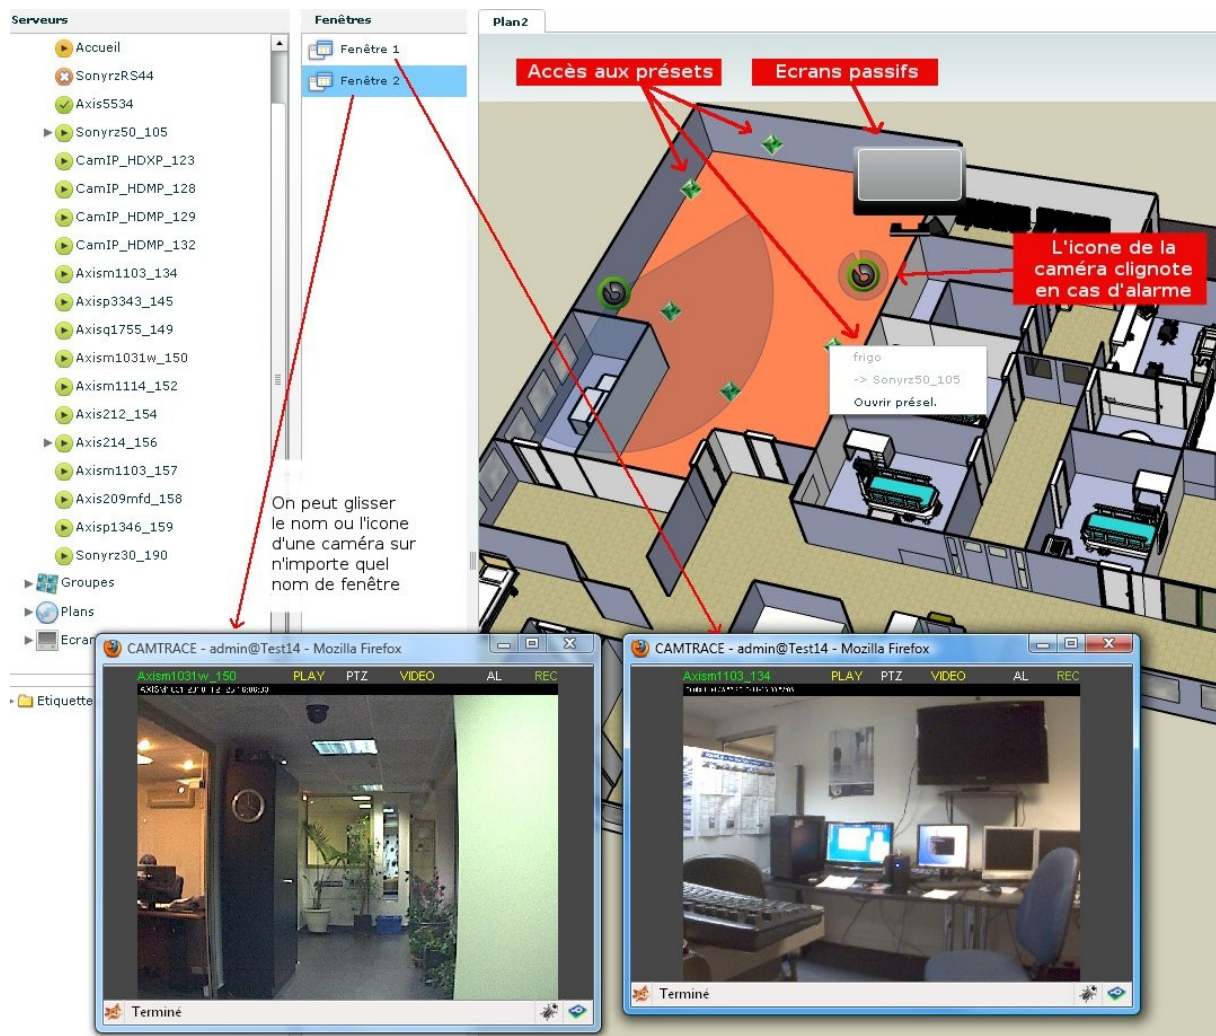 Serveurs
Accueil
SonyrzRS44
Axis5534
Sonyrz50_105
CamIP_HDXP_123
CamIP_HDMP_128
CamIP_HDMP_129
CamIP_HDMP_132
Axism1103_134
Axisp3343_145
Axisq1755_149
Axism1031w_150
Axism1114_152
Axis212_154
Axis214_156
Axism1103_157
Axis209mfd_158
Axisp1346_159
Sonyrz30_190
Groupes
Plans
Ecran
Etiquette
Fenêtres
Fenêtre 1
Fenêtre 2
On peut glisser
le nom ou l'icone
d'une caméra sur
n'importe quel
nom de fenêtre
Plan2
Accès aux présets
Ecrans passifs
L'icone de la
caméra clignote
en cas d'alarme
frigo
-> Sonyrz50_105
Ouvrir présel.
CAMTRACE - admin@Test14 - Mozilla Firefox
Axism1031w_150 PLAY PTZ VIDEO AL REC
Terminé
CAMTRACE - admin@Test14 - Mozilla Firefox
Axism1103_134 PLAY PTZ VIDEO AL REC
Terminé